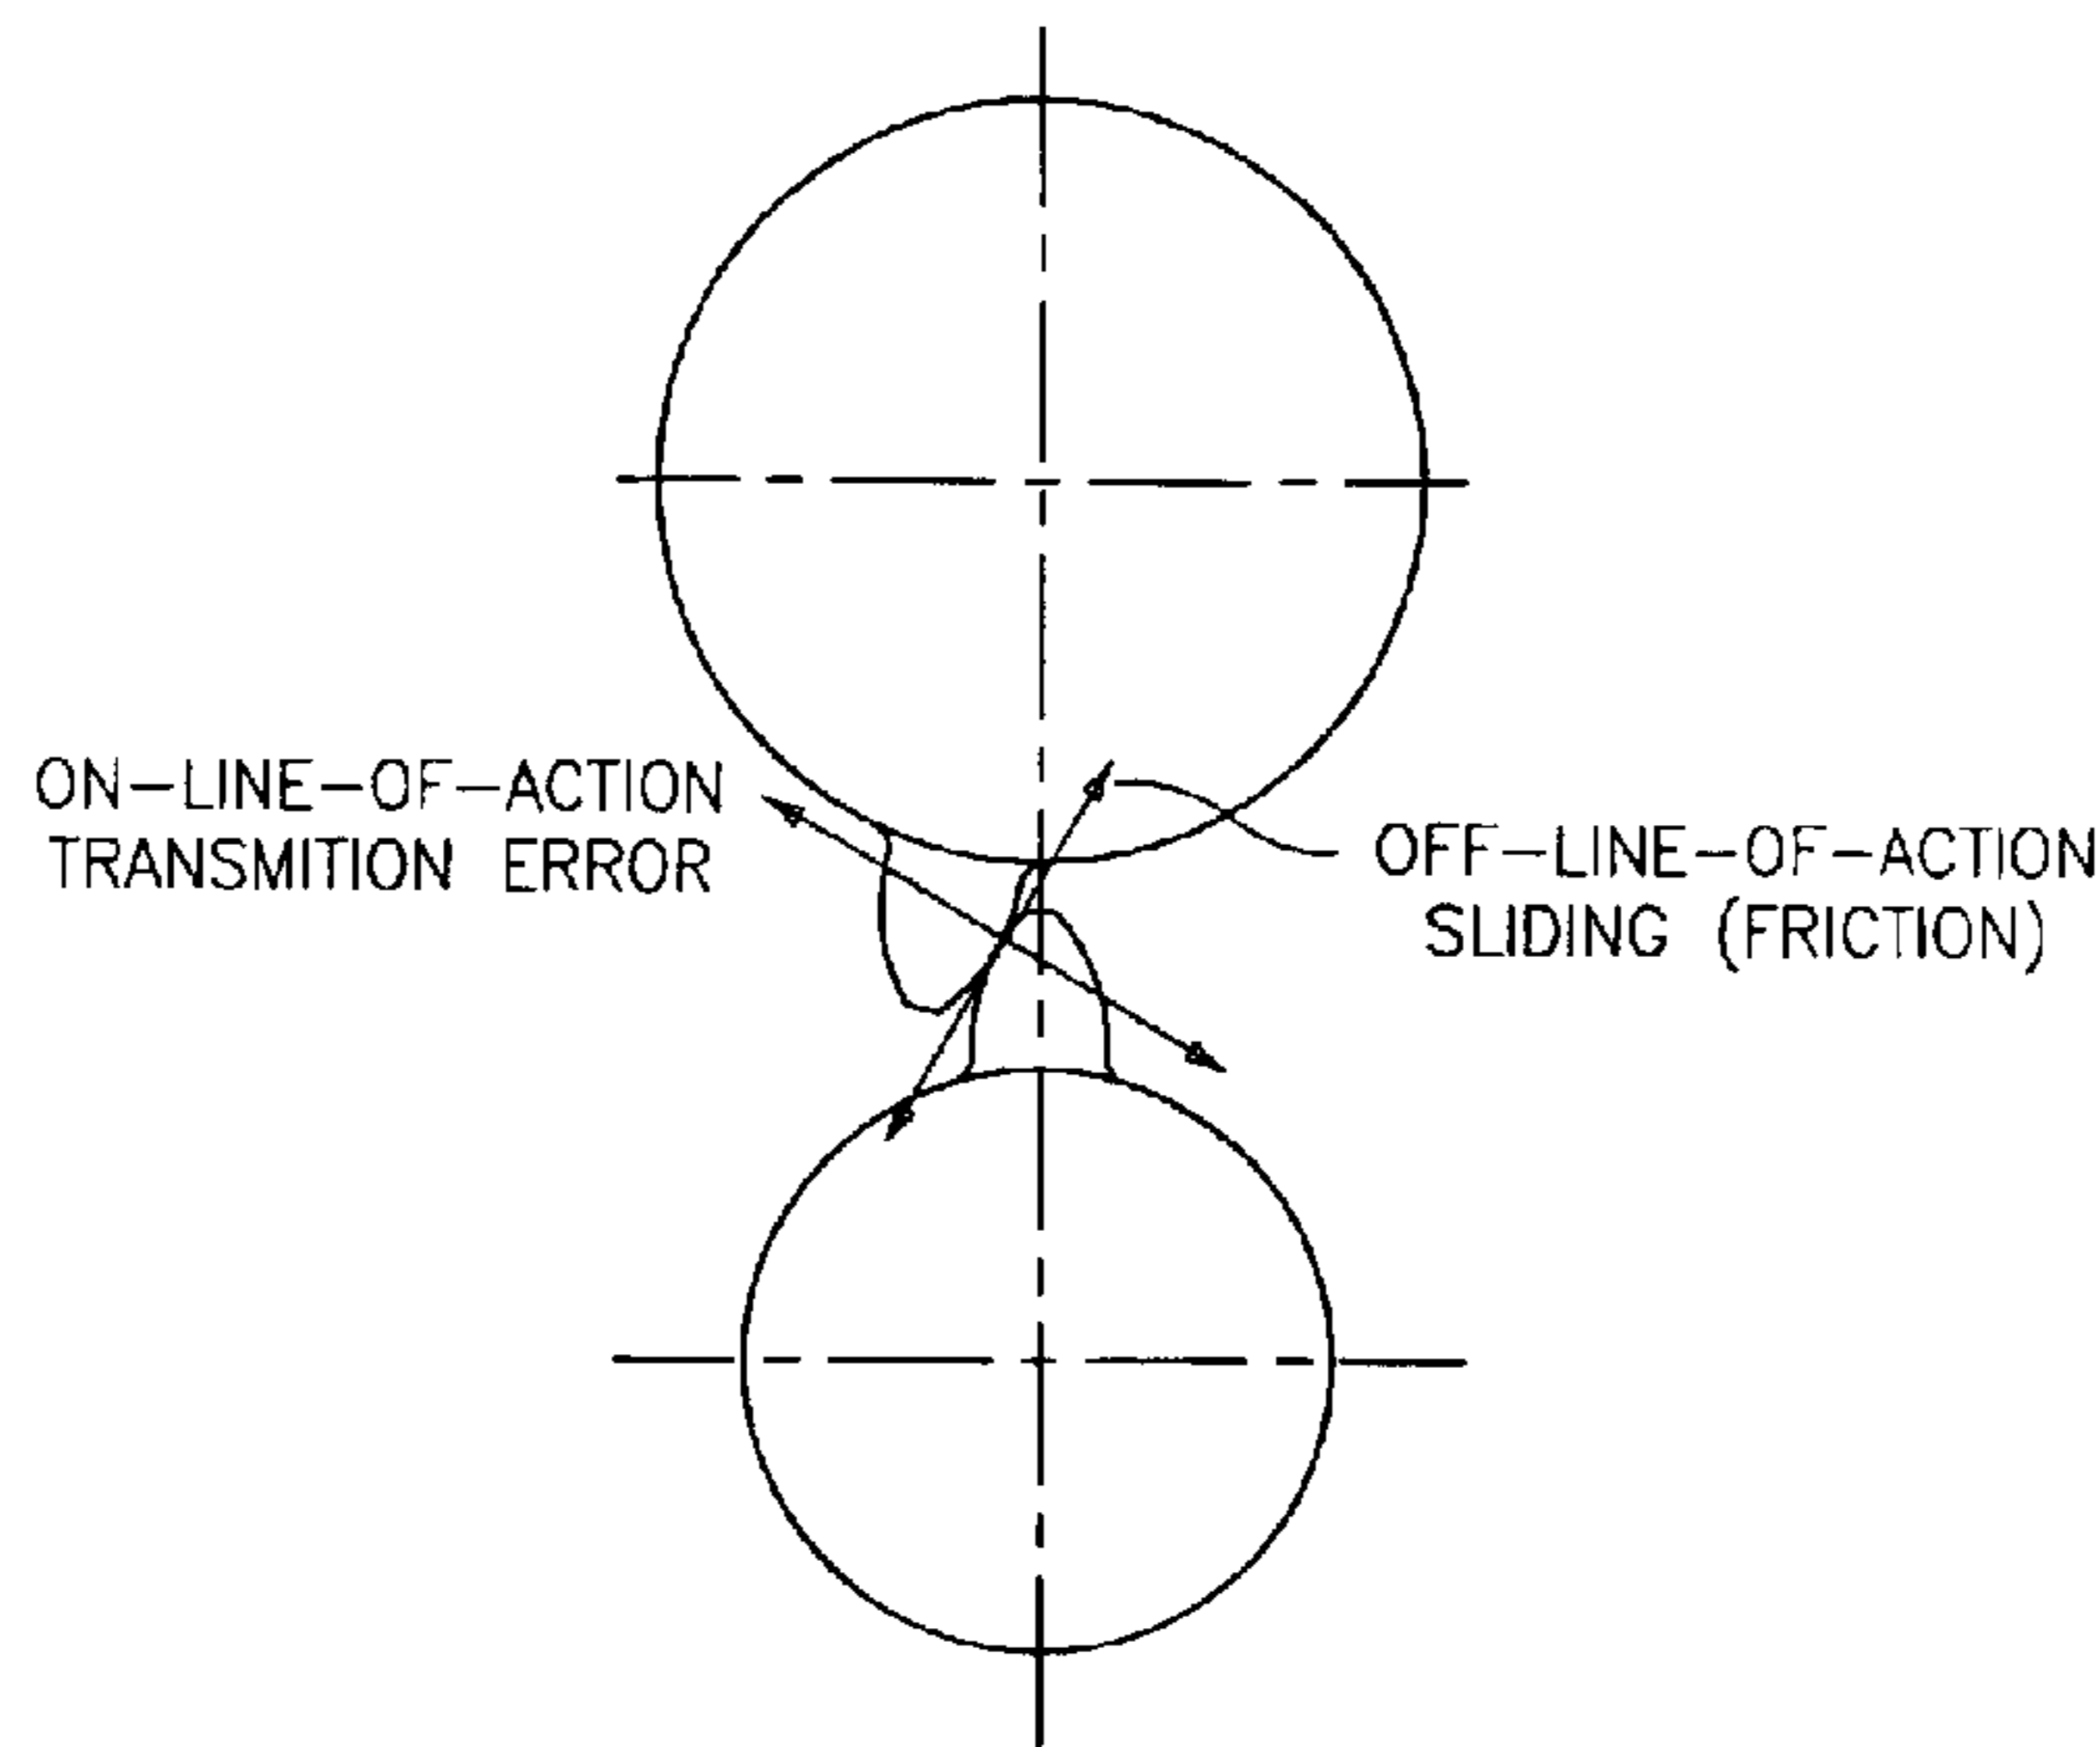 ON-LINE-OF-ACTION
TRANSMITION ERROR
OFF-LINE-OF-ACTION
SLIDING (FRICTION)